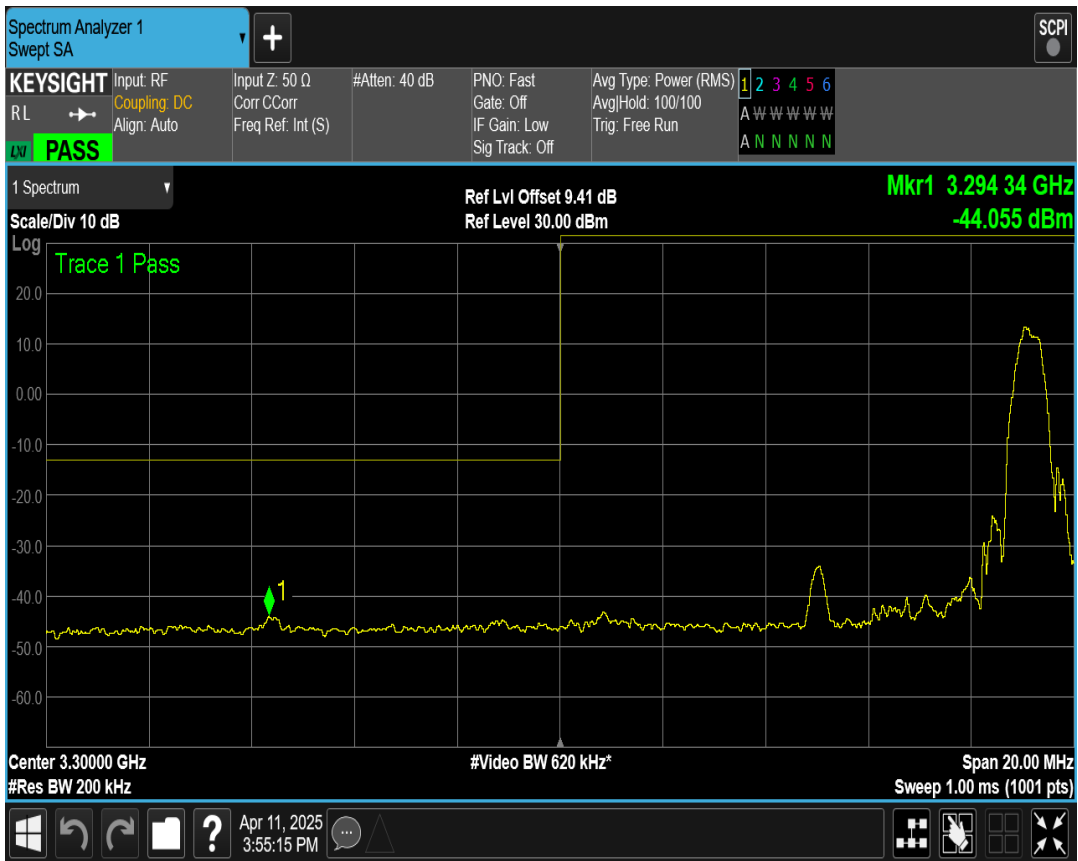 Spectrum Analyzer 1
Swept SA
SCPI
KEYSIGHT
R L
LXI PASS
Input: RF
Coupling: DC
Align: Auto
Input Z: 50 Ω
Corr CCorr
Freq Ref: Int (S)
#Atten: 40 dB
PNO: Fast
Gate: Off
IF Gain: Low
Sig Track: Off
Avg Type: Power (RMS)
Avg|Hold: 100/100
Trig: Free Run
1 2 3 4 5 6
A W W W W W
A N N N N N
1 Spectrum
Scale/Div 10 dB
Ref Lvl Offset 9.41 dB
Ref Level 30.00 dBm
Mkr1 3.294 34 GHz
-44.055 dBm
Log
Trace 1 Pass
20.0
10.0
0.00
-10.0
-20.0
-30.0
-40.0
1
-50.0
-60.0
Center 3.30000 GHz
#Res BW 200 kHz
#Video BW 620 kHz*
Span 20.00 MHz
Sweep 1.00 ms (1001 pts)
?
Apr 11, 2025
3:55:15 PM